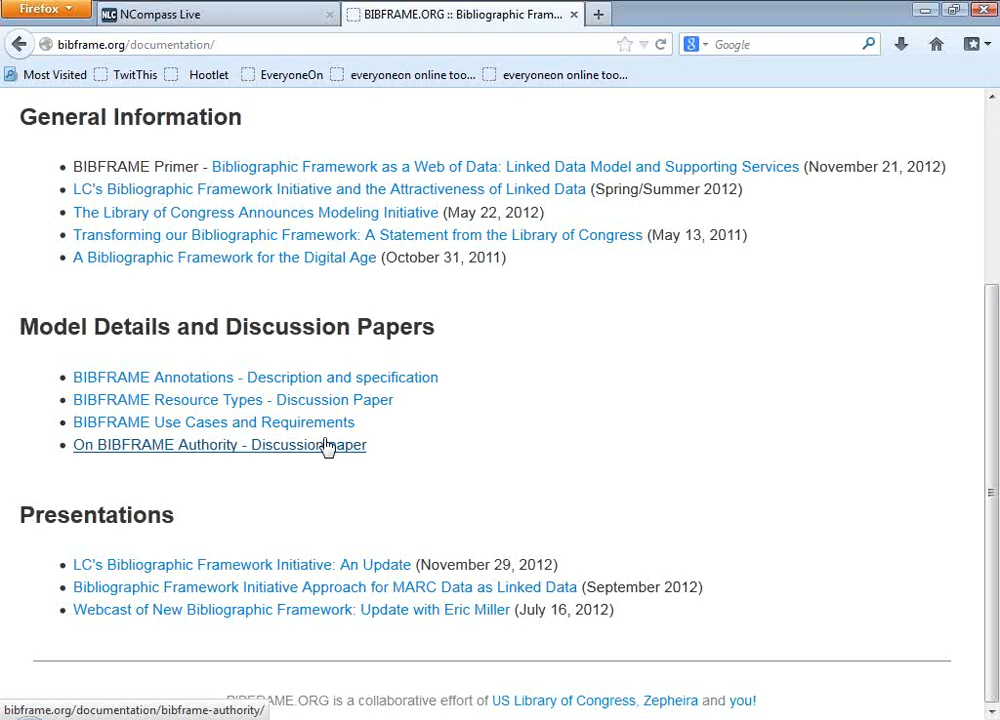 Firefox
NLC NCompass Live
BIBFRAME.ORG :: Bibliographic Fram...
bibframe.org/documentation/
Google
Most Visited TwitThis Hootlet EveryoneOn everyoneon online too... everyoneon online too...
General Information
BIBFRAME Primer - Bibliographic Framework as a Web of Data: Linked Data Model and Supporting Services (November 21, 2012)
LC's Bibliographic Framework Initiative and the Attractiveness of Linked Data (Spring/Summer 2012)
The Library of Congress Announces Modeling Initiative (May 22, 2012)
Transforming our Bibliographic Framework: A Statement from the Library of Congress (May 13, 2011)
A Bibliographic Framework for the Digital Age (October 31, 2011)
Model Details and Discussion Papers
BIBFRAME Annotations - Description and specification
BIBFRAME Resource Types - Discussion Paper
BIBFRAME Use Cases and Requirements
On BIBFRAME Authority - Discussion paper
Presentations
LC's Bibliographic Framework Initiative: An Update (November 29, 2012)
Bibliographic Framework Initiative Approach for MARC Data as Linked Data (September 2012)
Webcast of New Bibliographic Framework: Update with Eric Miller (July 16, 2012)
BIBFRAME.ORG is a collaborative effort of US Library of Congress, Zepheira and you!
bibframe.org/documentation/bibframe-authority/